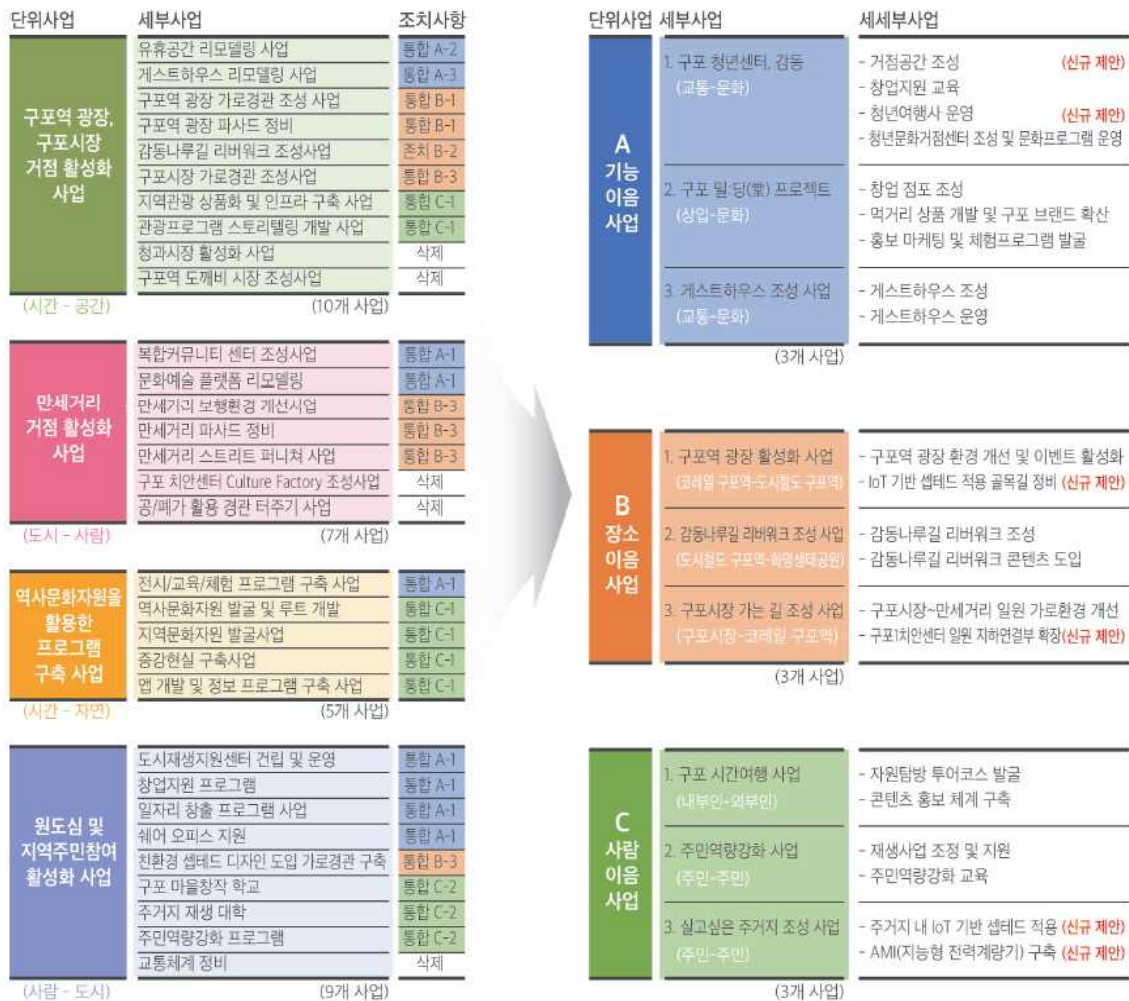 단위사업 세부사업 조치사항
구포역 광장,
구포시장
거점 활성화
사업
유휴공간 리모델링 사업 통합 A-2
게스트하우스 리모델링 사업 통합 A-3
구포역 광장 가로경관 조성 사업 통합 B-1
구포역 광장 파사드 정비 통합 B-1
감동나루길 리버워크 조성사업 존치 B-2
구포시장 가로경관 조성사업 통합 B-3
지역관광 상품화 및 인프라 구축 사업 통합 C-1
관광프로그램 스토리텔링 개발 사업 통합 C-1
청과시장 활성화 사업 삭제
구포역 도깨비 시장 조성사업 삭제
(시간 - 공간) (10개 사업)
만세거리
거점 활성화
사업
복합커뮤니티 센터 조성사업 통합 A-1
문화예술 플랫폼 리모델링 통합 A-1
만세거리 보행환경 개선사업 통합 B-3
만세거리 파사드 정비 통합 B-3
만세거리 스트리트 퍼니쳐 사업 통합 B-3
구포 치안센터 Culture Factory 조성사업 삭제
공/폐가 활용 경관 터주기 사업 삭제
(도시 - 사람) (7개 사업)
역사문화자원을
활용한
프로그램
구축 사업
전시/교육/체험 프로그램 구축 사업 통합 A-1
역사문화자원 발굴 및 루트 개발 통합 C-1
지역문화자원 발굴사업 통합 C-1
증강현실 구축사업 통합 C-1
앱 개발 및 정보 프로그램 구축 사업 통합 C-1
(시간 - 자연) (5개 사업)
원도심 및
지역주민참여
활성화 사업
도시재생지원센터 건립 및 운영 통합 A-1
창업지원 프로그램 통합 A-1
일자리 창출 프로그램 사업 통합 A-1
쉐어 오피스 지원 통합 A-1
친환경 셉테드 디자인 도입 가로경관 구축 통합 B-3
구포 마을창작 학교 통합 C-2
주거지 재생 대학 통합 C-2
주민역량강화 프로그램 통합 C-2
교통체계 정비 삭제
(사람 - 도시) (9개 사업)
단위사업 세부사업 세세부사업
A
기능
이음
사업
1. 구포 청년센터, 감동
(교통-문화)
- 거점공간 조성 (신규 제안)
- 창업지원 교육
- 청년여행사 운영 (신규 제안)
- 청년문화거점센터 조성 및 문화프로그램 운영
2. 구포 밀:당(堂) 프로젝트
(상업-문화)
- 창업 점포 조성
- 먹거리 상품 개발 및 구포 브랜드 확산
- 홍보 마케팅 및 체험프로그램 발굴
3. 게스트하우스 조성 사업
(교통-문화)
- 게스트하우스 조성
- 게스트하우스 운영
(3개 사업)
B
장소
이음
사업
1. 구포역 광장 활성화 사업
(코레일 구포역-도시철도 구포역)
- 구포역 광장 환경 개선 및 이벤트 활성화
- IoT 기반 셉테드 적용 골목길 정비 (신규 제안)
2. 감동나루길 리버워크 조성 사업
(도시철도 구포역-화명생태공원)
- 감동나루길 리버워크 조성
- 감동나루길 리버워크 콘텐츠 도입
3. 구포시장 가는 길 조성 사업
(구포시장-코레일 구포역)
- 구포시장~만세거리 일원 가로환경 개선
- 구포1치안센터 일원 지하연결부 확장 (신규 제안)
(3개 사업)
C
사람
이음
사업
1. 구포 시간여행 사업
(내부인-외부인)
- 자원탐방 투어코스 발굴
- 콘텐츠 홍보 체계 구축
2. 주민역량강화 사업
(주민-주민)
- 재생사업 조정 및 지원
- 주민역량강화 교육
3. 살고싶은 주거지 조성 사업
(주민-주민)
- 주거지 내 IoT 기반 셉테드 적용 (신규 제안)
- AMI(지능형 전력계량기) 구축 (신규 제안)
(3개 사업)